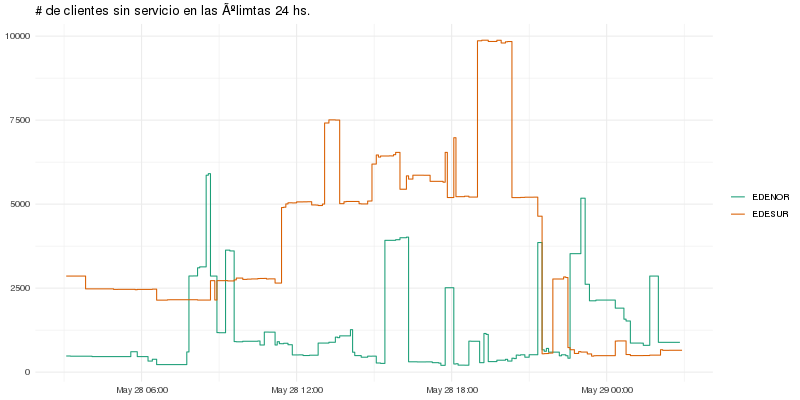 # de clientes sin servicio en las Ãºlimtas 24 hs.
10000
7500
5000
2500
0
May 28 06:00
May 28 12:00
May 28 18:00
May 29 00:00
EDENOR
EDESUR